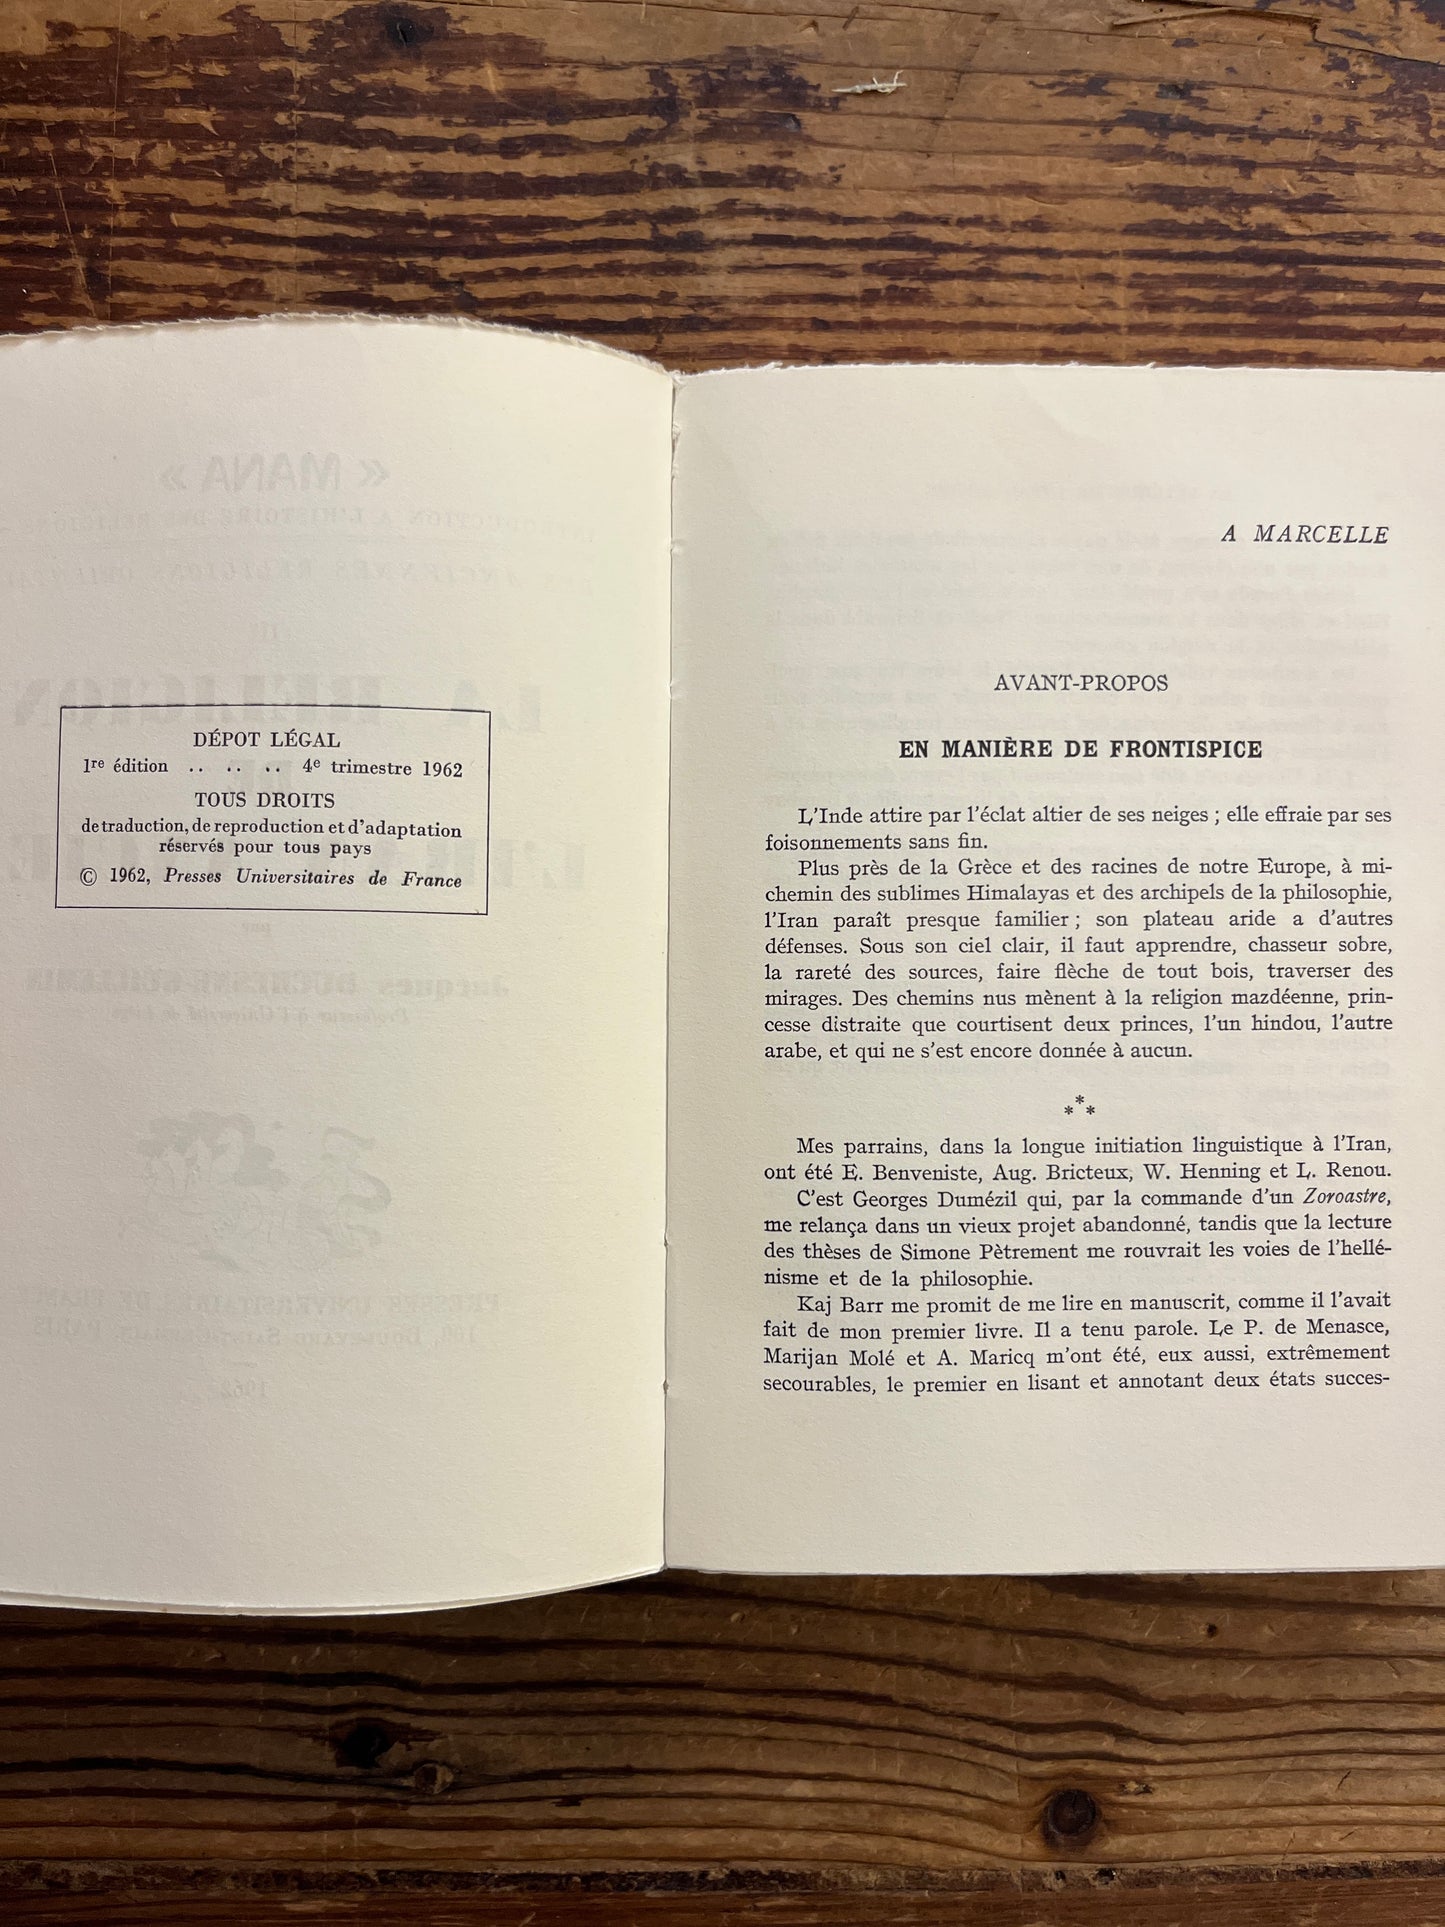 DÉPOT LÉGAL
1re édition .. .. .. 4e trimestre 1962
TOUS DROITS
de traduction, de reproduction et d'adaptation
réservés pour tous pays
© 1962, Presses Universitaires de France
A MARCELLE
AVANT-PROPOS
EN MANIÈRE DE FRONTISPICE
L'Inde attire par l'éclat altier de ses neiges ; elle effraie par ses
foisonnements sans fin.
Plus près de la Grèce et des racines de notre Europe, à mi-
chemin des sublimes Himalayas et des archipels de la philosophie,
l'Iran paraît presque familier ; son plateau aride a d'autres
défenses. Sous son ciel clair, il faut apprendre, chasseur sobre,
la rareté des sources, faire flèche de tout bois, traverser des
mirages. Des chemins nus mènent à la religion mazdéenne, prin-
cesse distraite que courtisent deux princes, l'un hindou, l'autre
arabe, et qui ne s'est encore donnée à aucun.
***
Mes parrains, dans la longue initiation linguistique à l'Iran,
ont été E. Benveniste, Aug. Bricteux, W. Henning et L. Renou.
C'est Georges Dumézil qui, par la commande d'un Zoroastre,
me relança dans un vieux projet abandonné, tandis que la lecture
des thèses de Simone Pètrement me rouvrait les voies de l'hellé-
nisme et de la philosophie.
Kaj Barr me promit de me lire en manuscrit, comme il l'avait
fait de mon premier livre. Il a tenu parole. Le P. de Menasce,
Marijan Molé et A. Maricq m'ont été, eux aussi, extrêmement
secourables, le premier en lisant et annotant deux états succes-